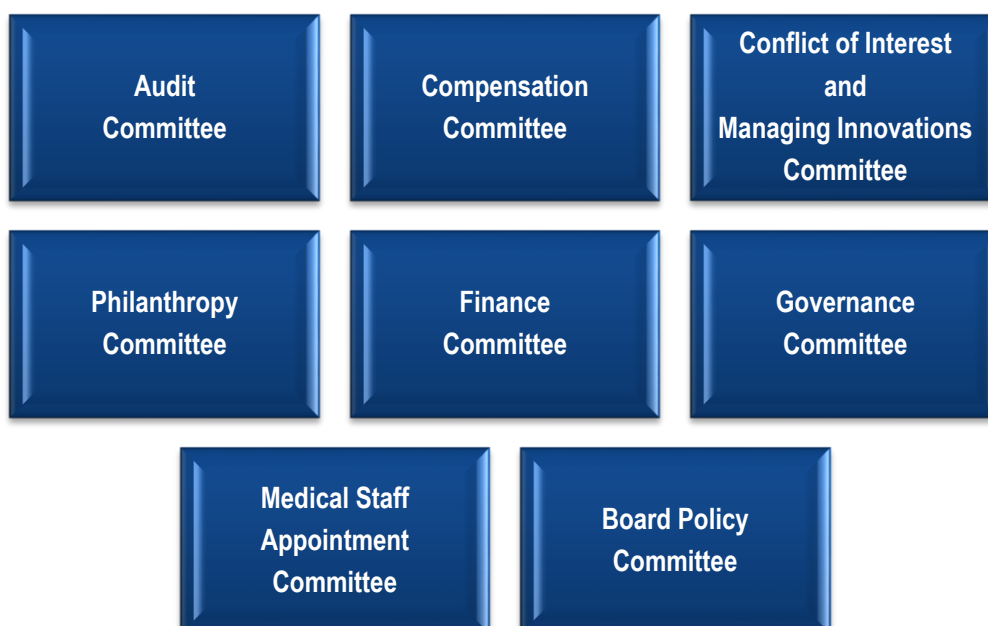 Audit
Committee
Compensation
Committee
Conflict of Interest
and
Managing Innovations
Committee
Philanthropy
Committee
Finance
Committee
Governance
Committee
Medical Staff
Appointment
Committee
Board Policy
Committee